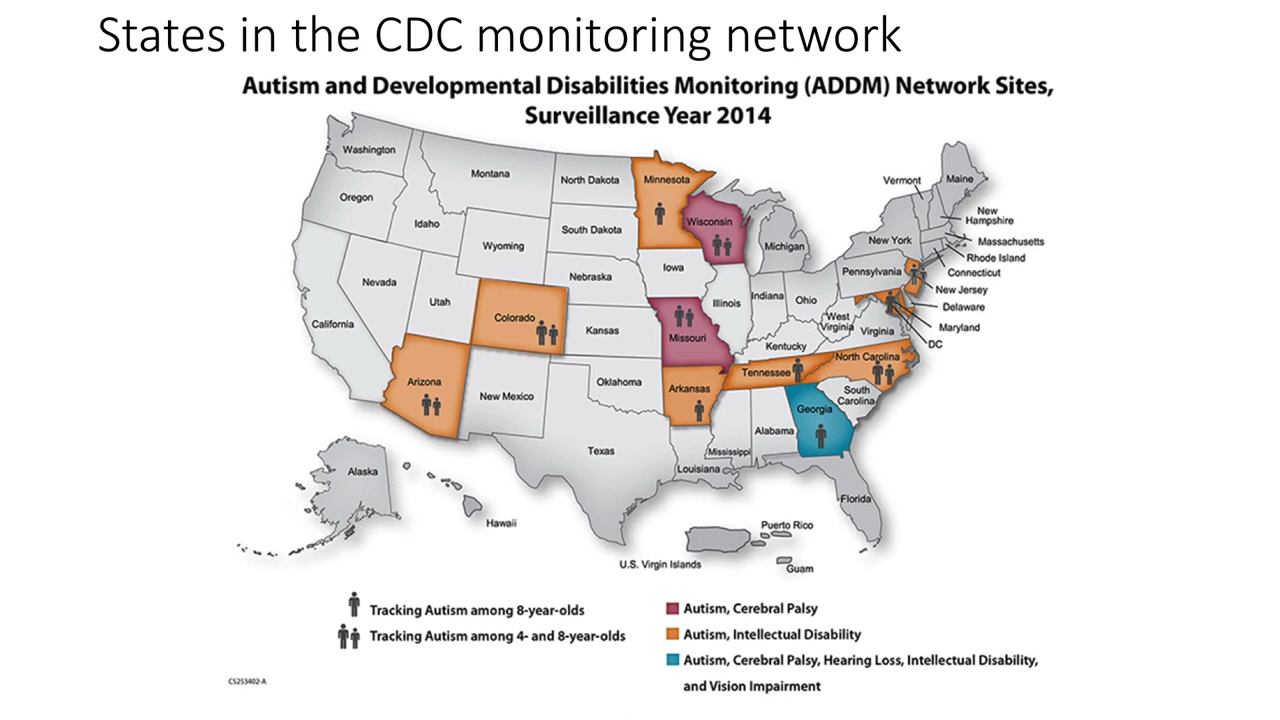 States in the CDC monitoring network
Autism and Developmental Disabilities Monitoring (ADDM) Network Sites,
Surveillance Year 2014
Washington
Montana
North Dakota
Minnesota
Vermont
Maine
Oregon
Idaho
Wyoming
South Dakota
Wisconsin
Michigan
New York
New
Hampshire
Massachusetts
Rhode Island
Connecticut
New Jersey
Delaware
Maryland
DC
Nevada
Utah
Colorado
Nebraska
Iowa
Illinois
Indiana
Ohio
Pennsylvania
West
Virginia
Virginia
California
Kansas
Missouri
Kentucky
Arizona
New Mexico
Oklahoma
Arkansas
Tennessee
North Carolina
South
Carolina
Georgia
Alabama
Mississippi
Texas
Louisiana
Florida
Alaska
Hawaii
Puerto Rico
U.S. Virgin Islands
Guam
Tracking Autism among 8-year-olds
Tracking Autism among 4- and 8-year-olds
Autism, Cerebral Palsy
Autism, Intellectual Disability
Autism, Cerebral Palsy, Hearing Loss, Intellectual Disability,
and Vision Impairment
CS253402-A